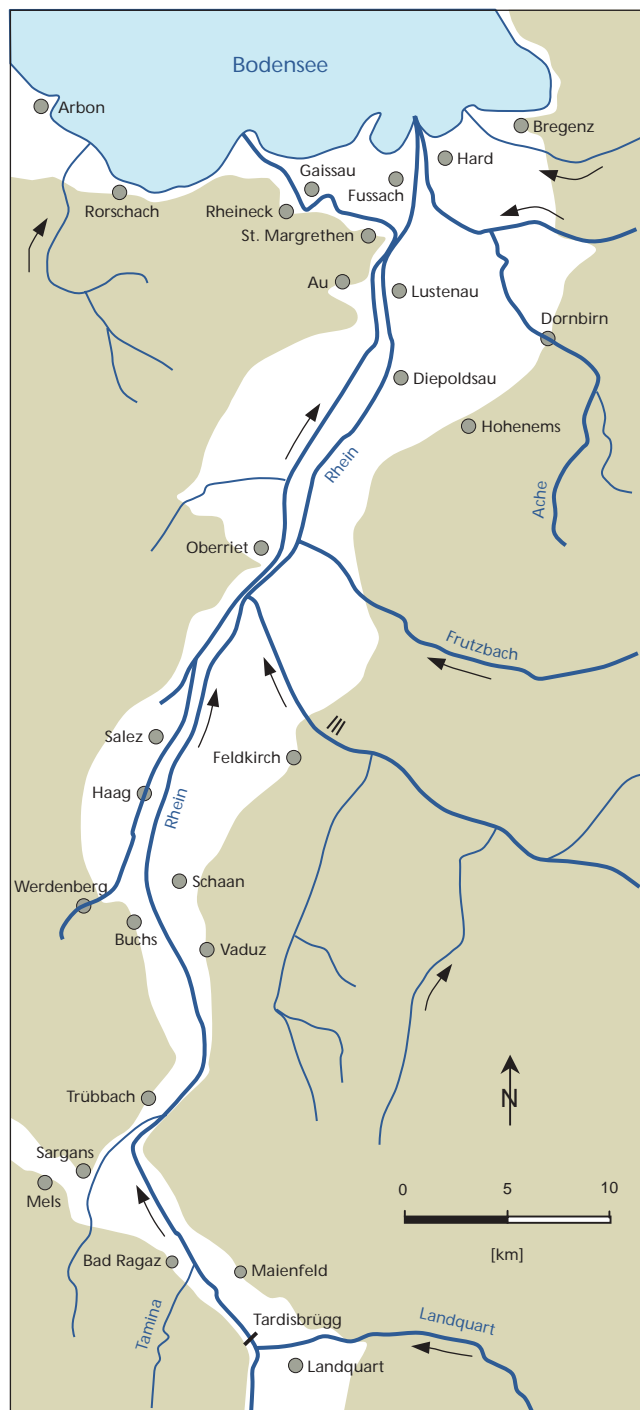 Bodensee
Arbon
Bregenz
Hard
Gaissau
Fussach
Rorschach
Rheineck
St. Margrethen
Au
Lustenau
Dornbirn
Diepoldsau
Hohenems
Rhein
Ache
Oberriet
Frutzbach
Salez
Feldkirch
Haag
Rhein
Schaan
Werdenberg
Buchs
Vaduz
Trübbach
N
Sargans
Mels
0 5 10
[km]
Bad Ragaz
Maienfeld
Tamina
Tardisbrügg
Landquart
Landquart